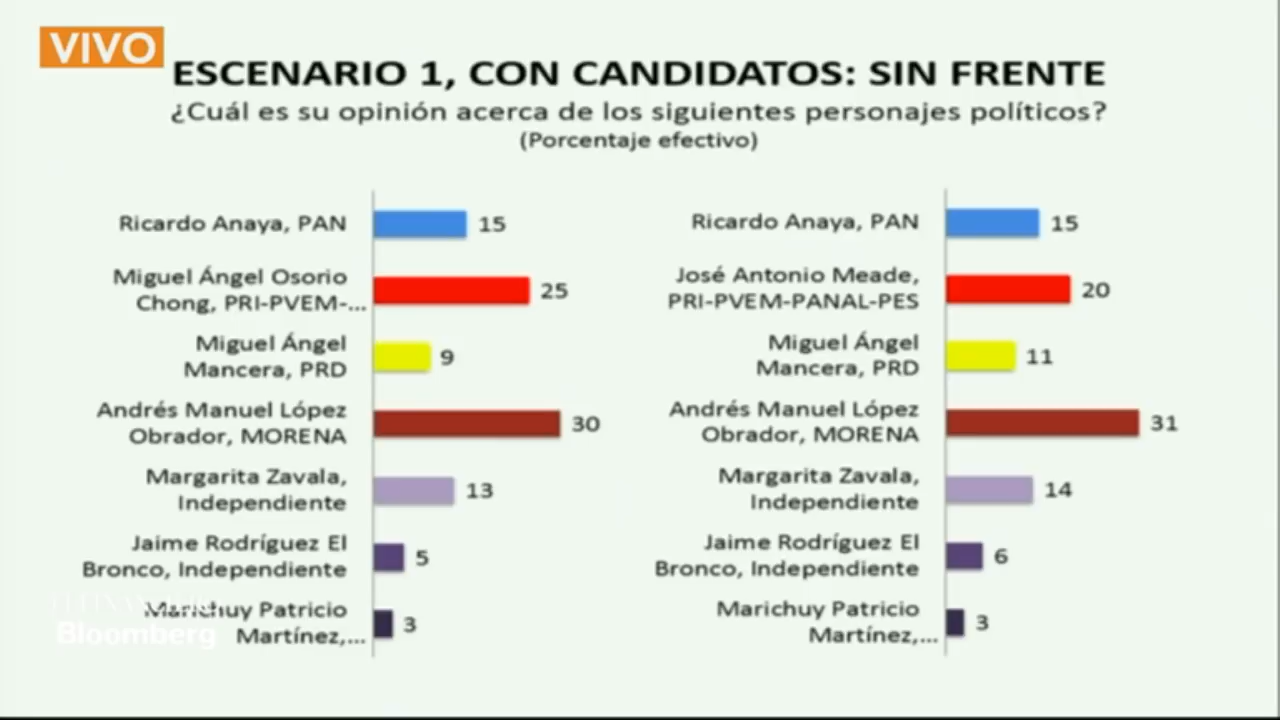 VIVO
ESCENARIO 1, CON CANDIDATOS: SIN FRENTE
¿Cuál es su opinión acerca de los siguientes personajes políticos?
(Porcentaje efectivo)
Ricardo Anaya, PAN 15
Miguel Ángel Osorio
Chong, PRI-PVEM-... 25
Miguel Ángel
Mancera, PRD 9
Andrés Manuel López
Obrador, MORENA 30
Margarita Zavala,
Independiente 13
Jaime Rodríguez El
Bronco, Independiente 5
Marichuy Patricio
Martínez,... 3
Ricardo Anaya, PAN 15
José Antonio Meade,
PRI-PVEM-PANAL-PES 20
Miguel Ángel
Mancera, PRD 11
Andrés Manuel López
Obrador, MORENA 31
Margarita Zavala,
Independiente 14
Jaime Rodríguez El
Bronco, Independiente 6
Marichuy Patricio
Martínez,... 3
Bloomberg